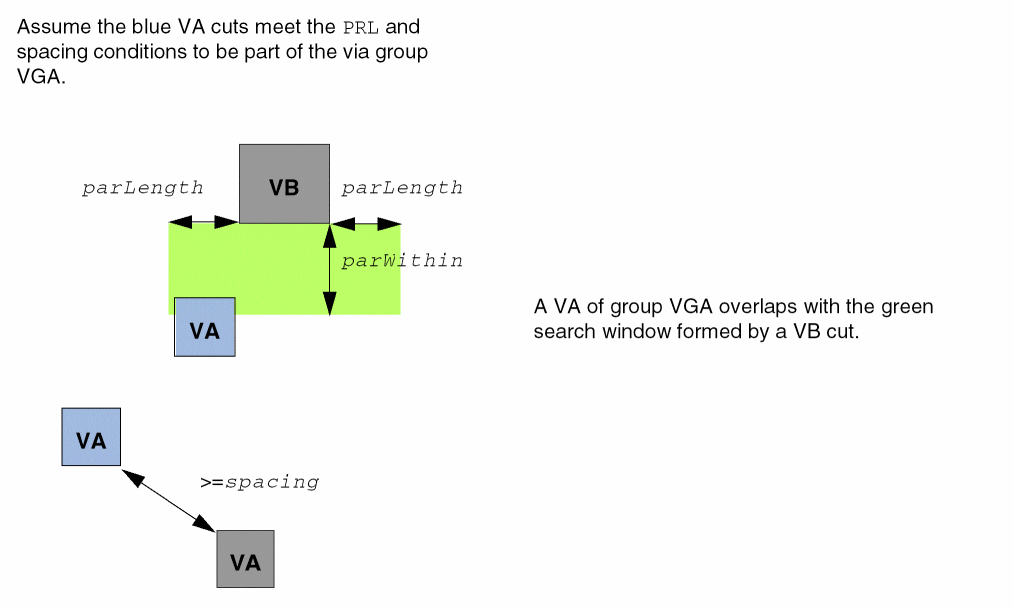 Assume the blue VA cuts meet the PRL and
spacing conditions to be part of the via group
VGA.
VB
parLength
parLength
parWithin
VA
A VA of group VGA overlaps with the green
search window formed by a VB cut.
VA
>=spacing
VA